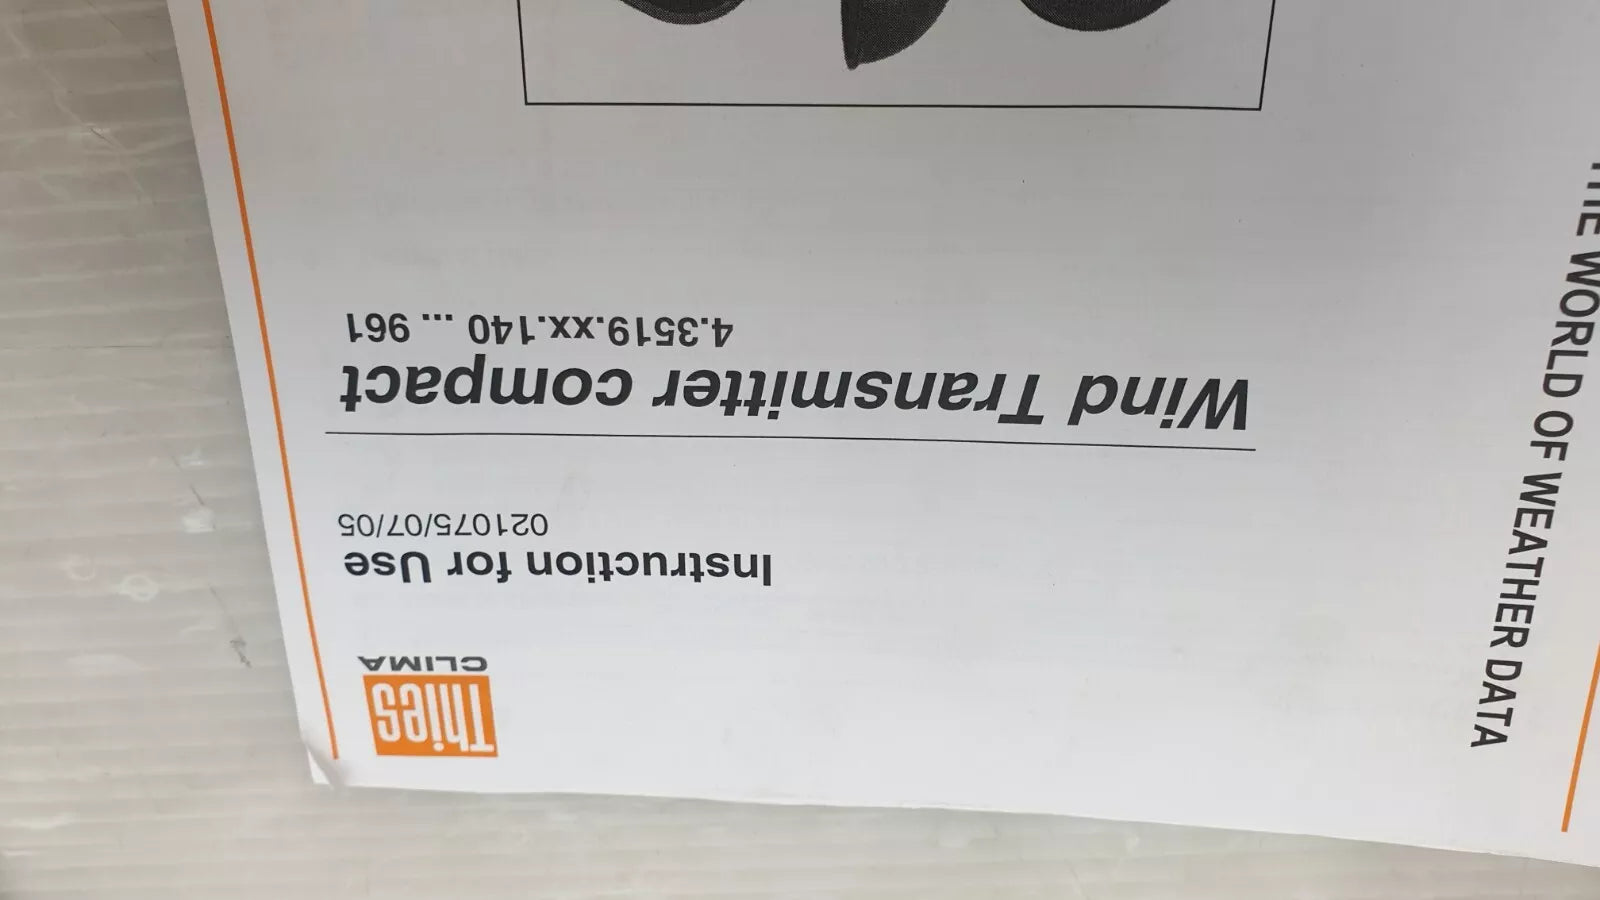 Thies
CLIMA
Instruction for Use
021075/07/05
Wind Transmitter compact
4.3519.xx.140 ... 961
THE WORLD OF WEATHER DATA